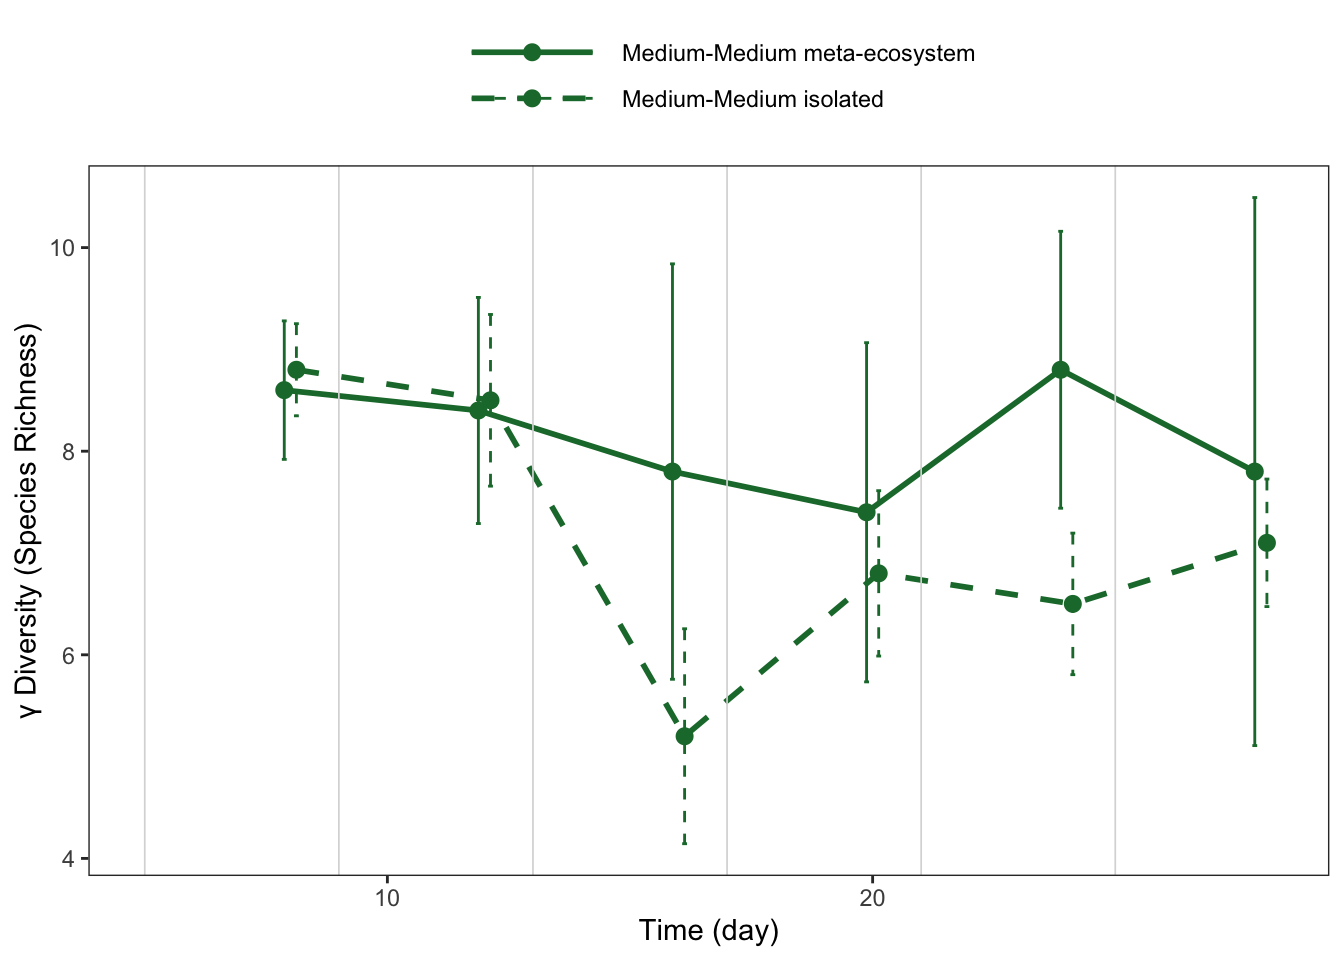 Medium-Medium meta-ecosystem
Medium-Medium isolated
γ Diversity (Species Richness)
10
8
6
4
10
20
Time (day)